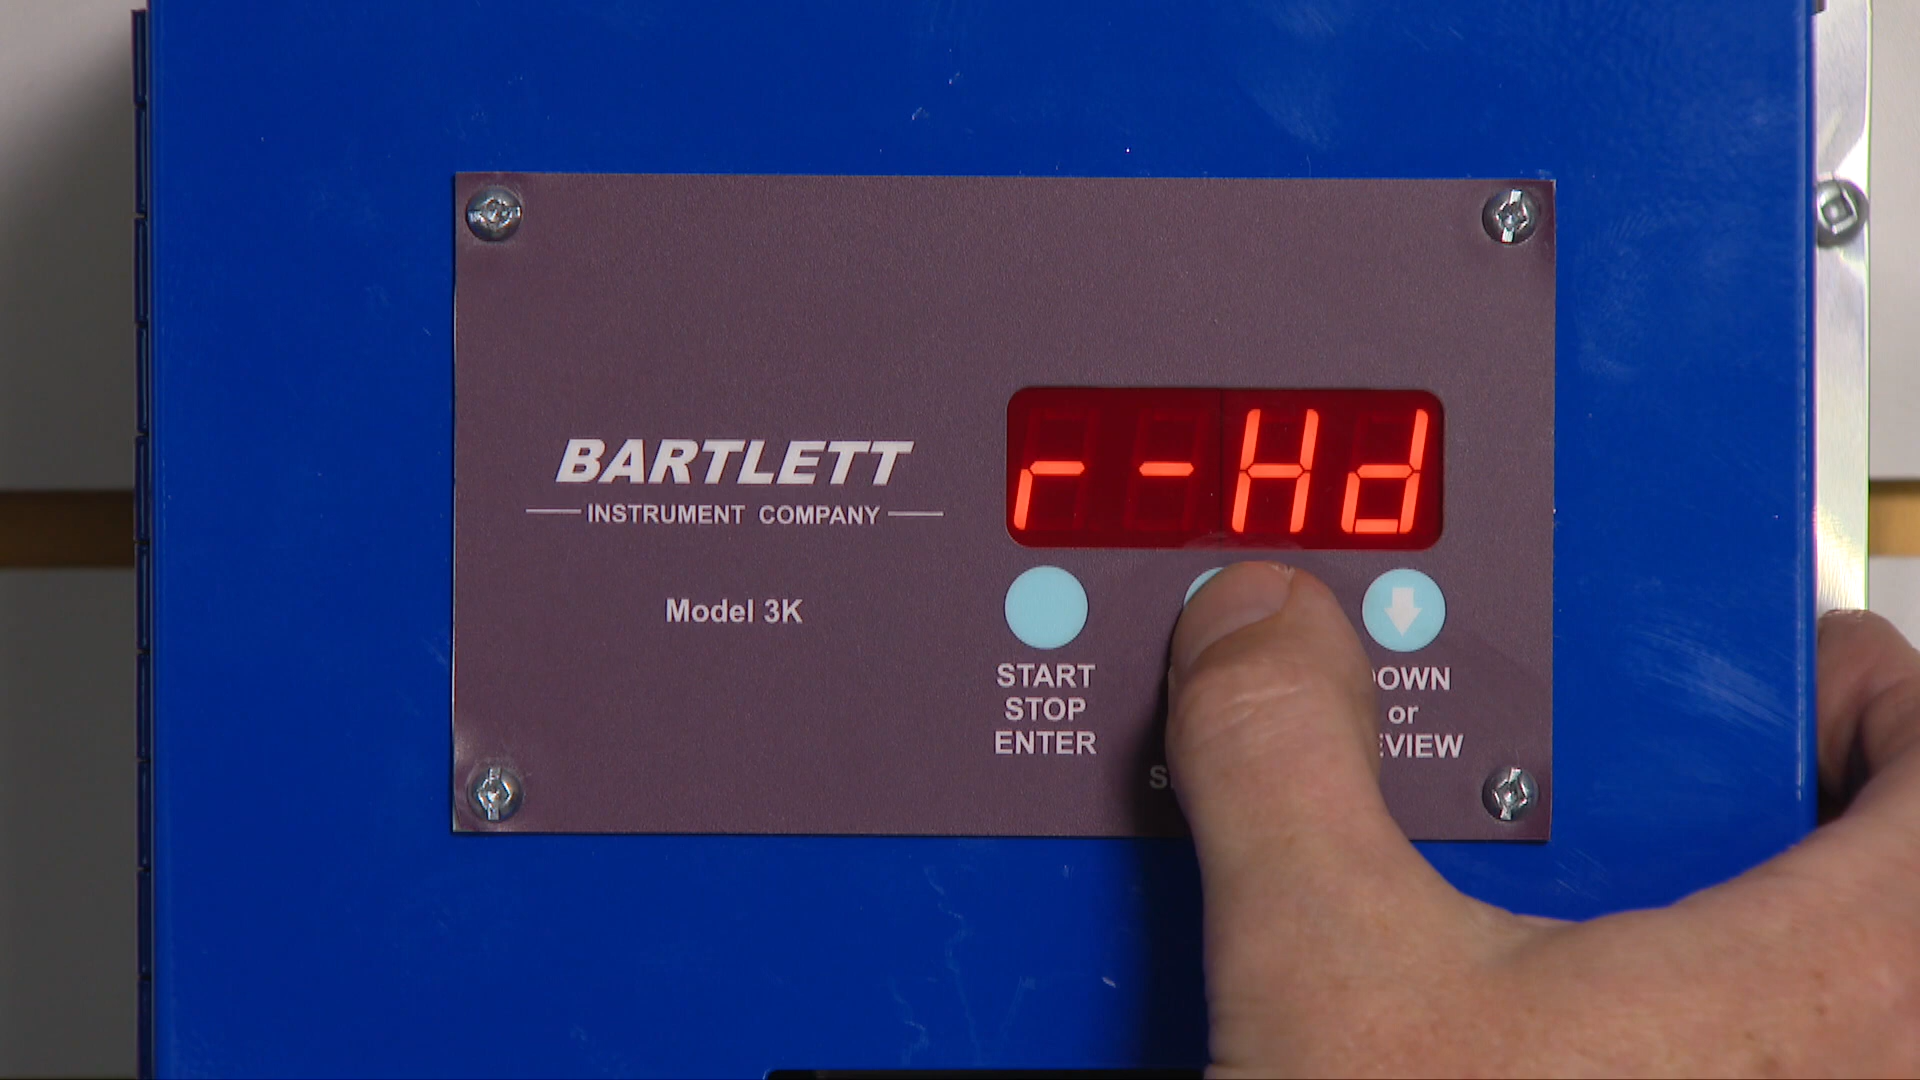 BARTLETT
INSTRUMENT COMPANY
Model 3K
r-Hd
START
STOP
ENTER
OWN
or
EVIEW